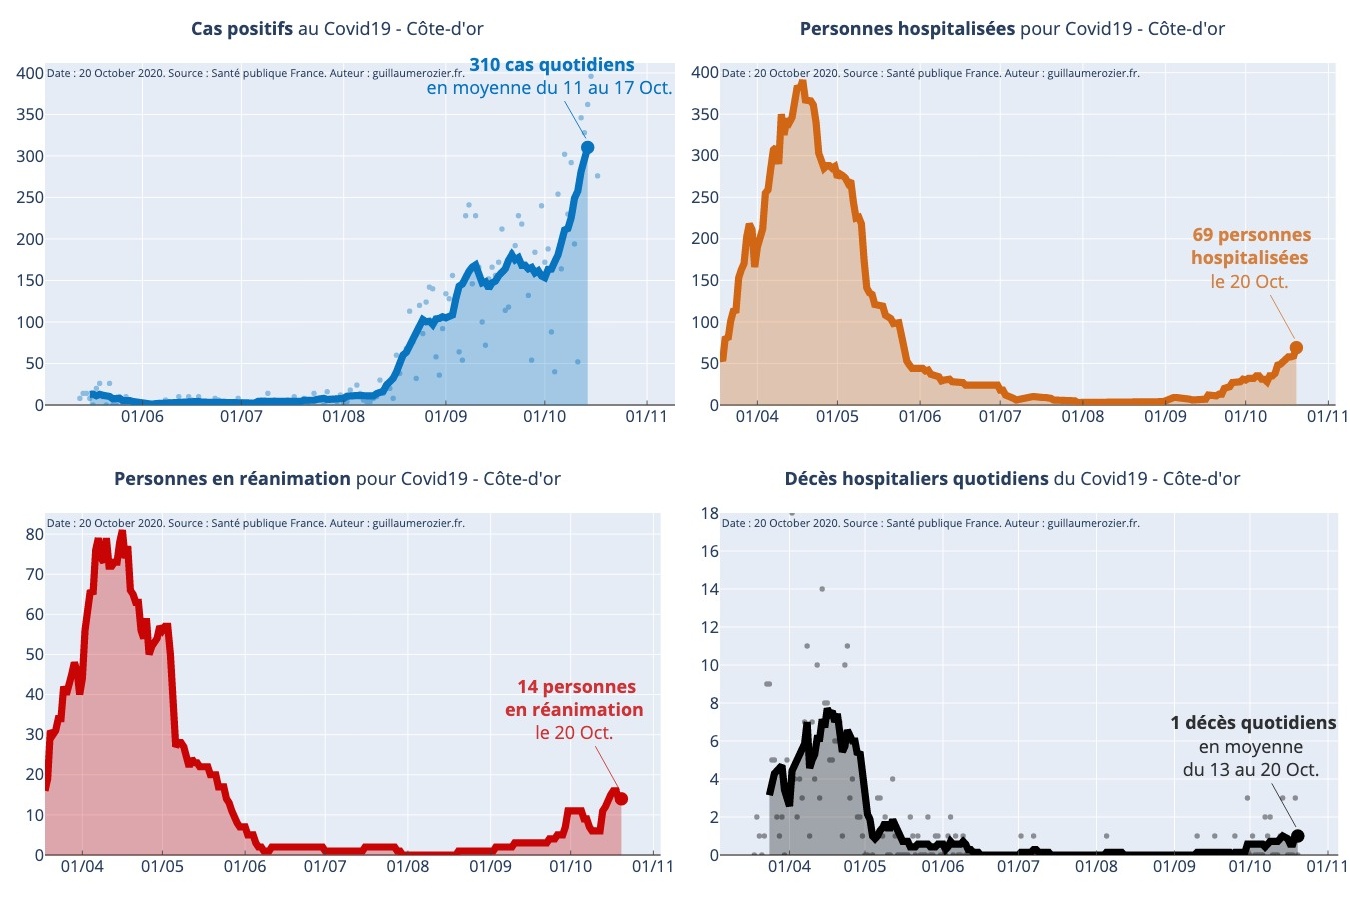 Cas positifs au Covid19 - Côte-d'or
Date : 20 October 2020. Source : Santé publique France. Auteur : guillaumerozier.fr.
310 cas quotidiens
en moyenne du 11 au 17 Oct.
400
350
300
250
200
150
100
50
0
01/06 01/07 01/08 01/09 01/10 01/11
Personnes hospitalisées pour Covid19 - Côte-d'or
Date : 20 October 2020. Source : Santé publique France. Auteur : guillaumerozier.fr.
400
350
300
250
200
150
100
50
0
69 personnes
hospitalisées
le 20 Oct.
01/04 01/05 01/06 01/07 01/08 01/09 01/10 01/11
Personnes en réanimation pour Covid19 - Côte-d'or
Date : 20 October 2020. Source : Santé publique France. Auteur : guillaumerozier.fr.
80
70
60
50
40
30
20
10
0
14 personnes
en réanimation
le 20 Oct.
01/04 01/05 01/06 01/07 01/08 01/09 01/10 01/11
Décès hospitaliers quotidiens du Covid19 - Côte-d'or
Date : 20 October 2020. Source : Santé publique France. Auteur : guillaumerozier.fr.
18
16
14
12
10
8
6
4
2
0
1 décès quotidiens
en moyenne
du 13 au 20 Oct.
01/04 01/05 01/06 01/07 01/08 01/09 01/10 01/11